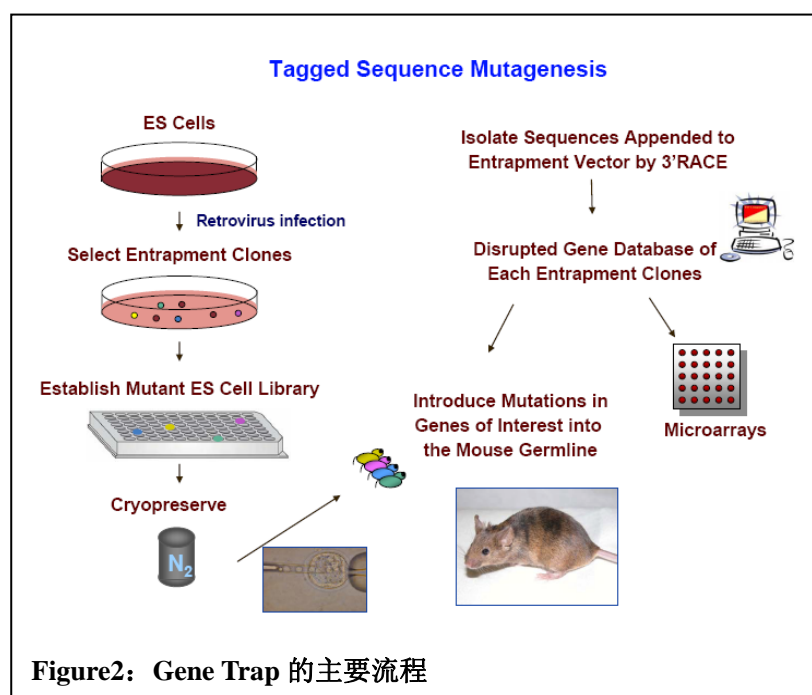 Tagged Sequence Mutagenesis
ES Cells
Retrovirus infection
Select Entrapment Clones
Establish Mutant ES Cell Library
Cryopreserve
N2
Isolate Sequences Appended to
Entrapment Vector by 3'RACE
Disrupted Gene Database of
Each Entrapment Clones
Introduce Mutations in
Genes of Interest into
the Mouse Germline
Microarrays
Figure2：Gene Trap 的主要流程